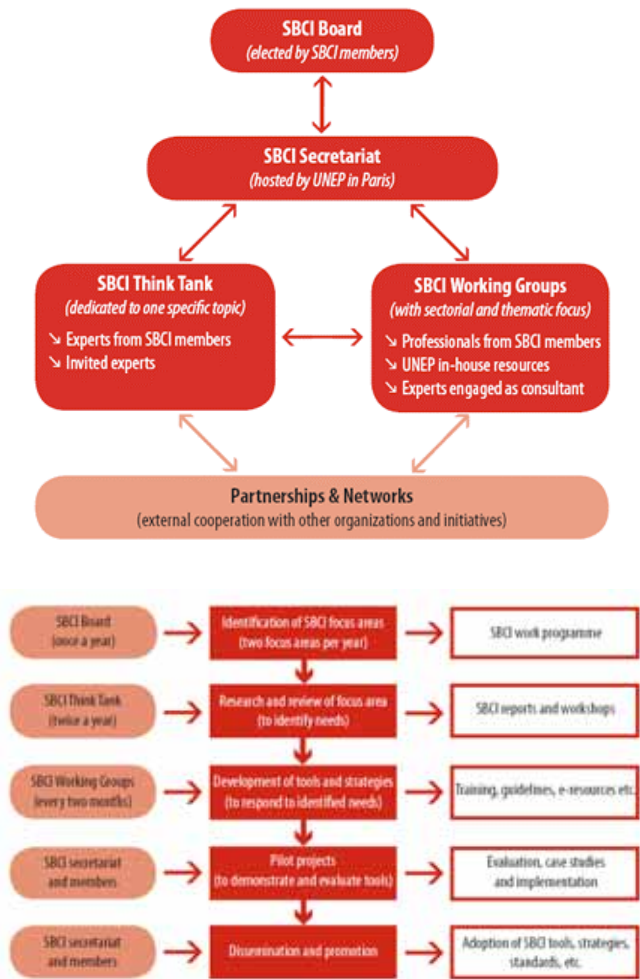 SBCI Board
(elected by SBCI members)
SBCI Secretariat
(hosted by UNEP in Paris)
SBCI Think Tank
(dedicated to one specific topic)
↘ Experts from SBCI members
↘ Invited experts
SBCI Working Groups
(with sectorial and thematic focus)
↘ Professionals from SBCI members
↘ UNEP in-house resources
↘ Experts engaged as consultant
Partnerships & Networks
(external cooperation with other organizations and initiatives)
SBCI Board
(once a year)
Identification of SBCI focus areas
(two focus areas per year)
SBCI work programme
SBCI Think Tank
(twice a year)
Research and review of focus area
(to identify needs)
SBCI reports and workshops
SBCI Working Groups
(every two months)
Development of tools and strategies
(to respond to identified needs)
Training, guidelines, e-resources etc.
SBCI secretariat
and members
Pilot projects
(to demonstrate and evaluate tools)
Evaluation, case studies
and implementation
SBCI secretariat
and members
Dissemination and promotion
Adoption of SBCI tools, strategies,
standards, etc.